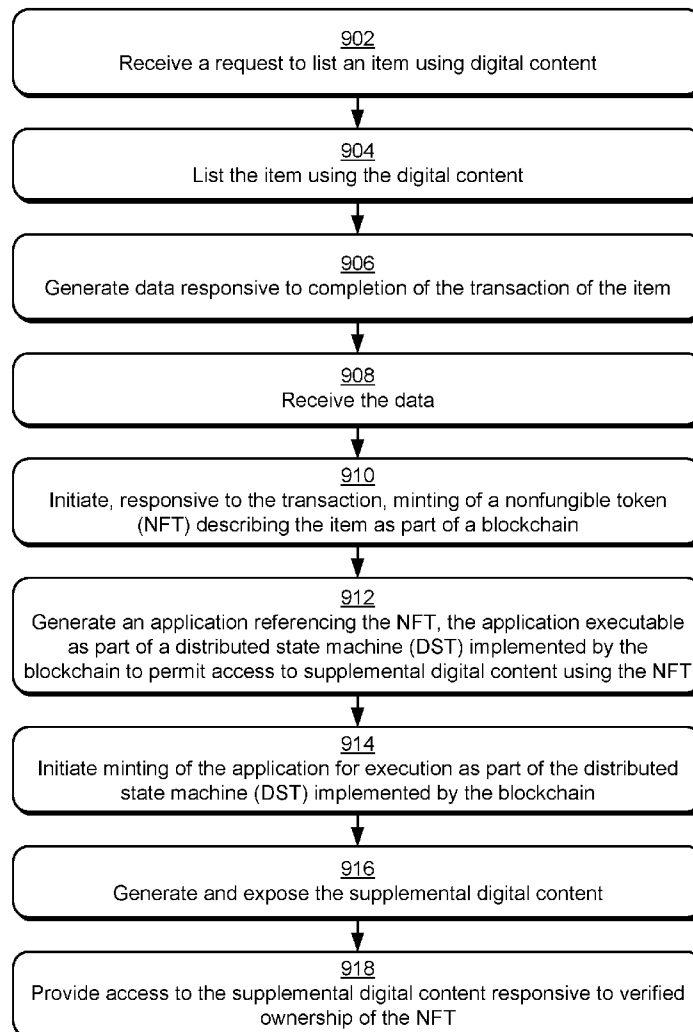 902
Receive a request to list an item using digital content
904
List the item using the digital content
906
Generate data responsive to completion of the transaction of the item
908
Receive the data
910
Initiate, responsive to the transaction, minting of a nonfungible token
(NFT) describing the item as part of a blockchain
912
Generate an application referencing the NFT, the application executable
as part of a distributed state machine (DST) implemented by the
blockchain to permit access to supplemental digital content using the NFT
914
Initiate minting of the application for execution as part of the distributed
state machine (DST) implemented by the blockchain
916
Generate and expose the supplemental digital content
918
Provide access to the supplemental digital content responsive to verified
ownership of the NFT